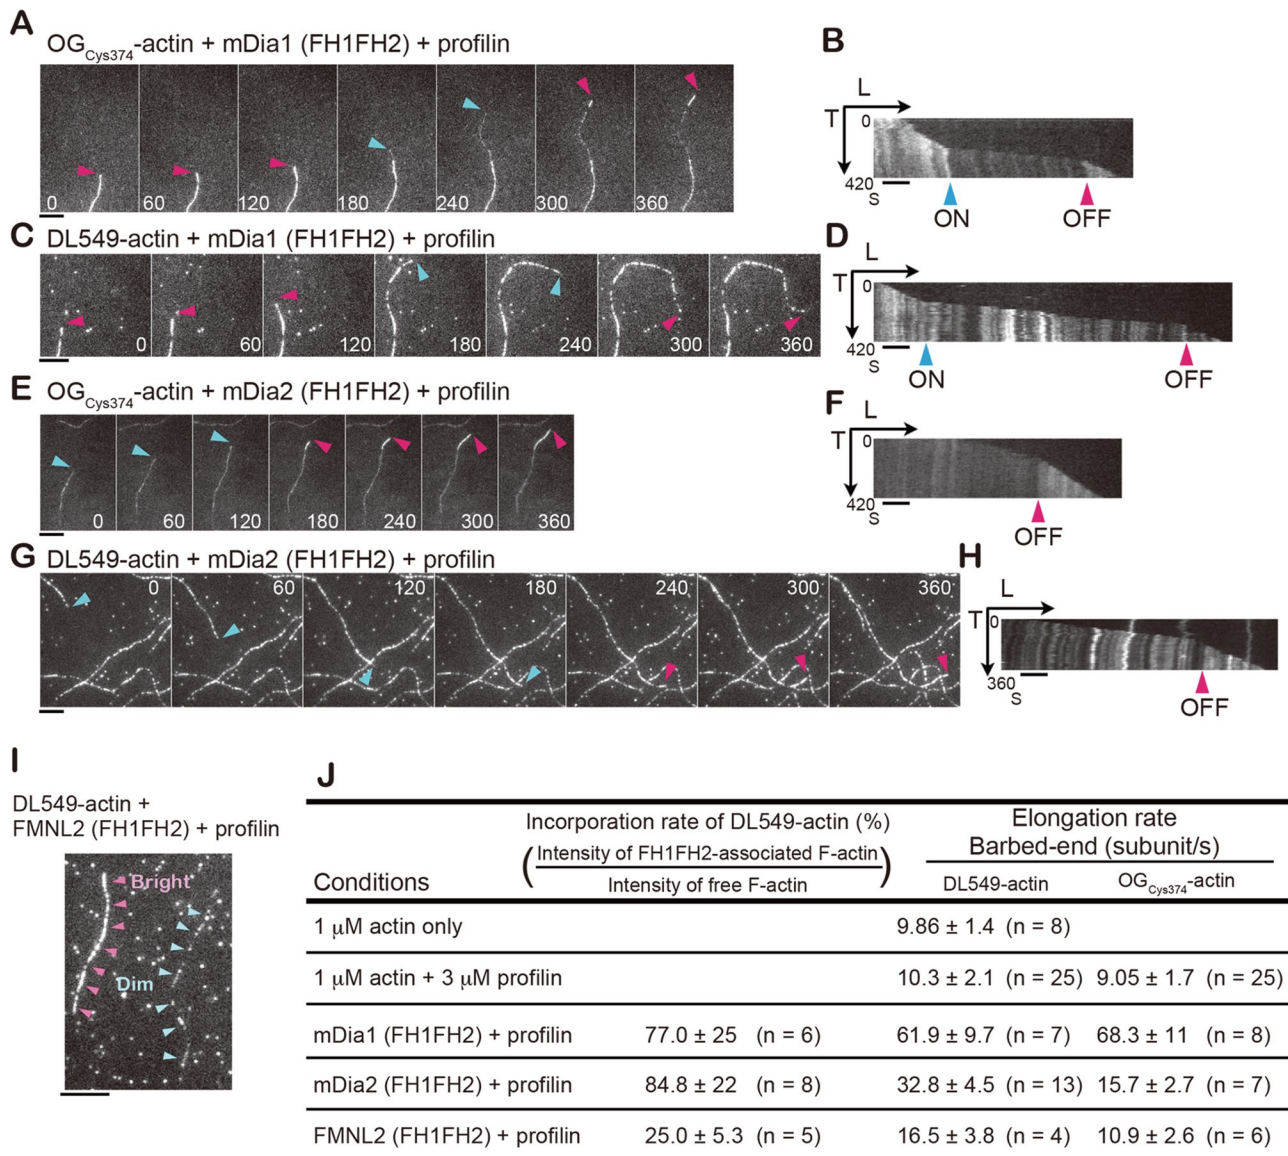 A
OG Cys374-actin + mDia1 (FH1FH2) + profilin
0 60 120 180 240 300 360
B
L
T
0
420
S
ON OFF
C DL549-actin + mDia1 (FH1FH2) + profilin
0 60 120 180 240 300 360
D
L
T
0
420
S
ON OFF
E
OG Cys374-actin + mDia2 (FH1FH2) + profilin
0 60 120 180 240 300 360
F
L
T
0
420
S
OFF
G DL549-actin + mDia2 (FH1FH2) + profilin
0 60 120 180 240 300 360
H
L
T
0
360
S
OFF
I
DL549-actin +
FMNL2 (FH1FH2) + profilin
Bright
Dim
J
Incorporation rate of DL549-actin (%)
(Intensity of FH1FH2-associated F-actin
Intensity of free F-actin)
Elongation rate
Barbed-end (subunit/s)
Conditions DL549-actin OG Cys374-actin
1 μM actin only 9.86 ± 1.4 (n = 8)
1 μM actin + 3 μM profilin 10.3 ± 2.1 (n = 25) 9.05 ± 1.7 (n = 25)
mDia1 (FH1FH2) + profilin 77.0 ± 25 (n = 6) 61.9 ± 9.7 (n = 7) 68.3 ± 11 (n = 8)
mDia2 (FH1FH2) + profilin 84.8 ± 22 (n = 8) 32.8 ± 4.5 (n = 13) 15.7 ± 2.7 (n = 7)
FMNL2 (FH1FH2) + profilin 25.0 ± 5.3 (n = 5) 16.5 ± 3.8 (n = 4) 10.9 ± 2.6 (n = 6)